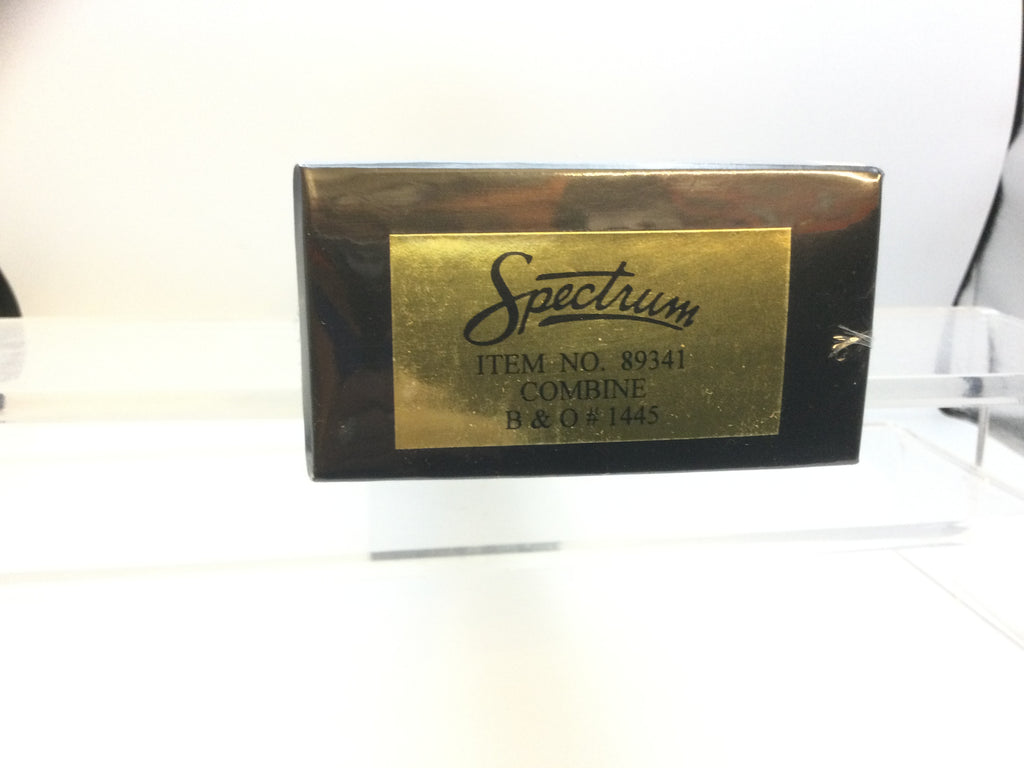 Spectrum
ITEM NO. 89341
COMBINE
B & O # 1445